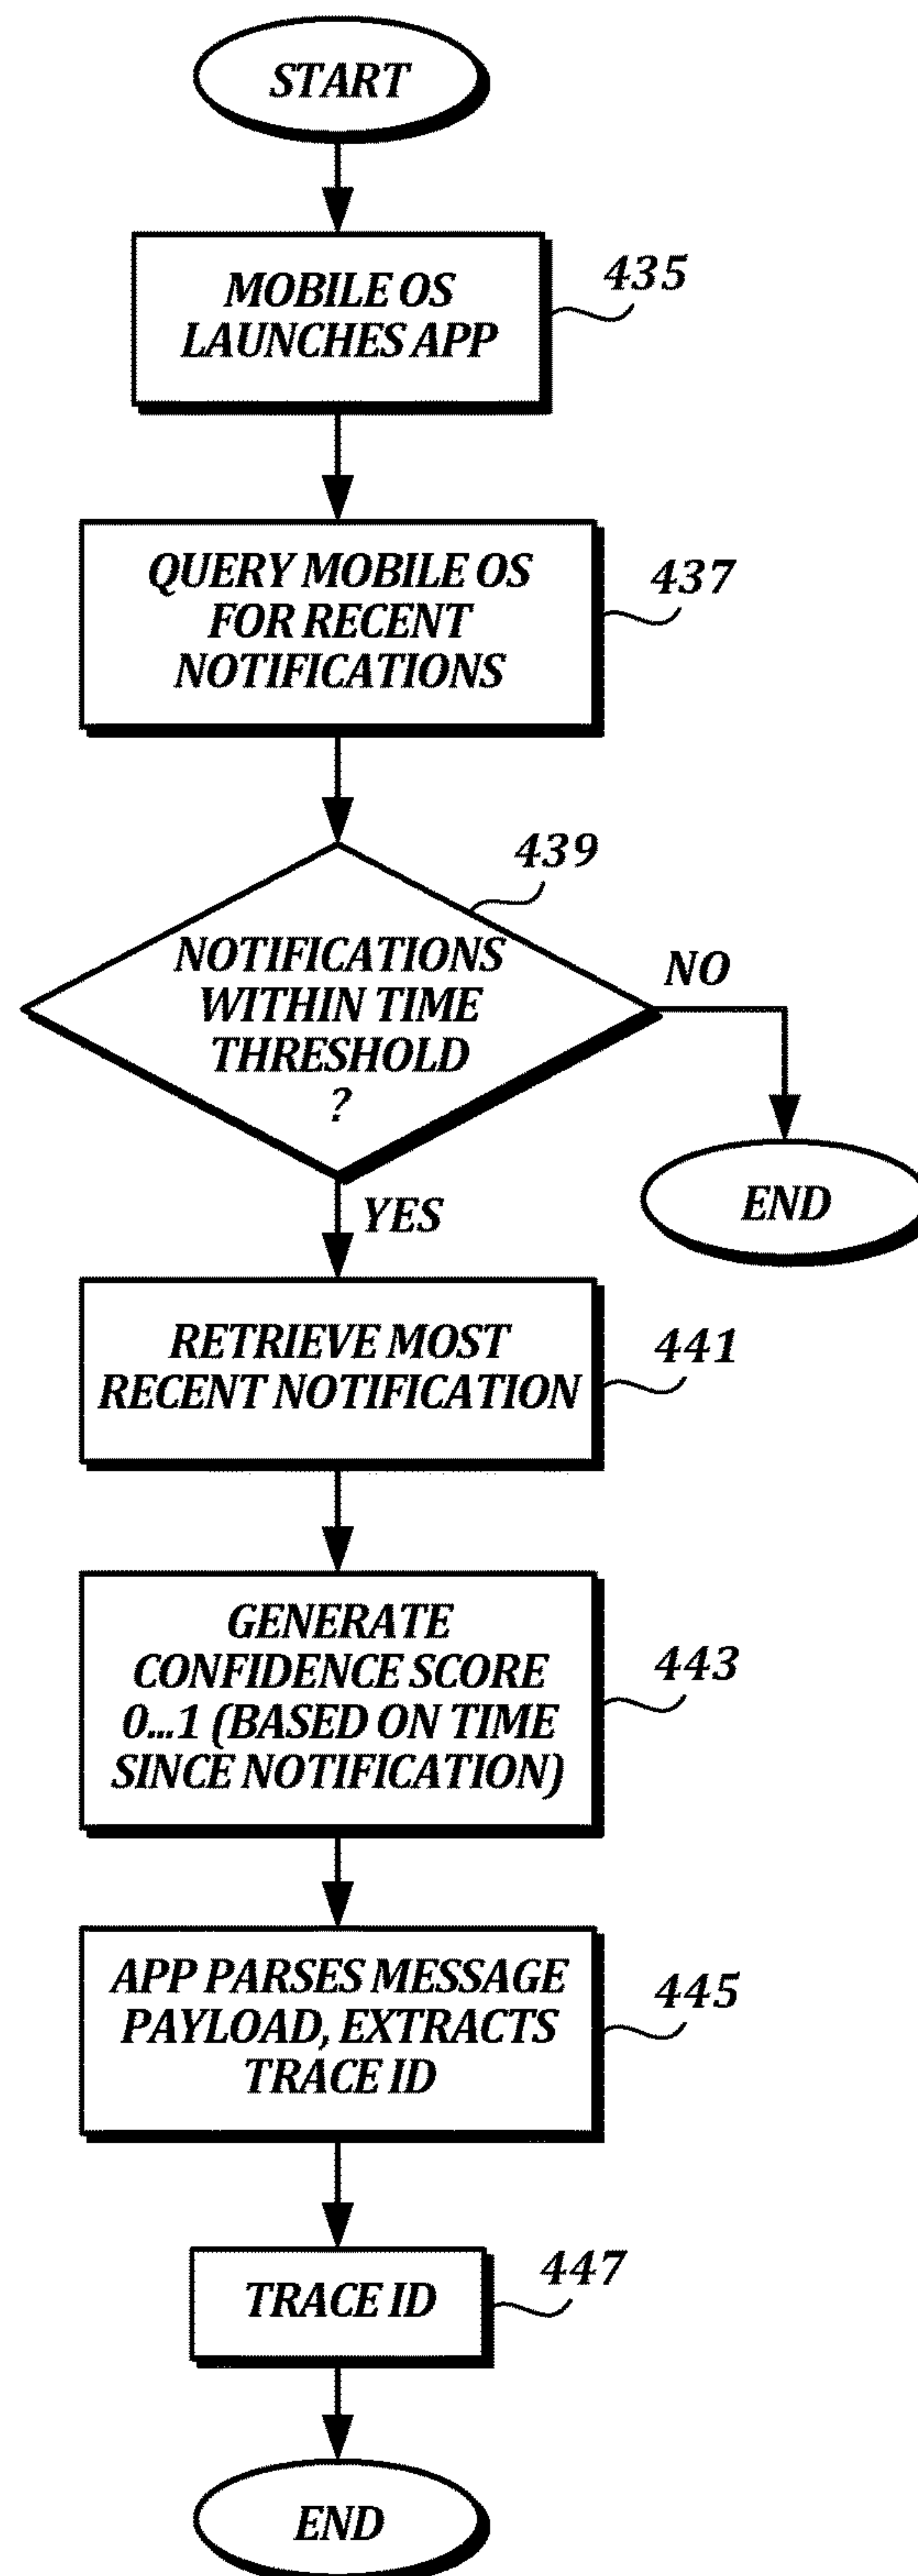 START
MOBILE OS
LAUNCHES APP
435
QUERY MOBILE OS
FOR RECENT
NOTIFICATIONS
437
439
NOTIFICATIONS
WITHIN TIME
THRESHOLD
?
NO
END
YES
RETRIEVE MOST
RECENT NOTIFICATION
441
GENERATE
CONFIDENCE SCORE
0...1 (BASED ON TIME
SINCE NOTIFICATION)
443
APP PARSES MESSAGE
PAYLOAD, EXTRACTS
TRACE ID
445
TRACE ID
447
END